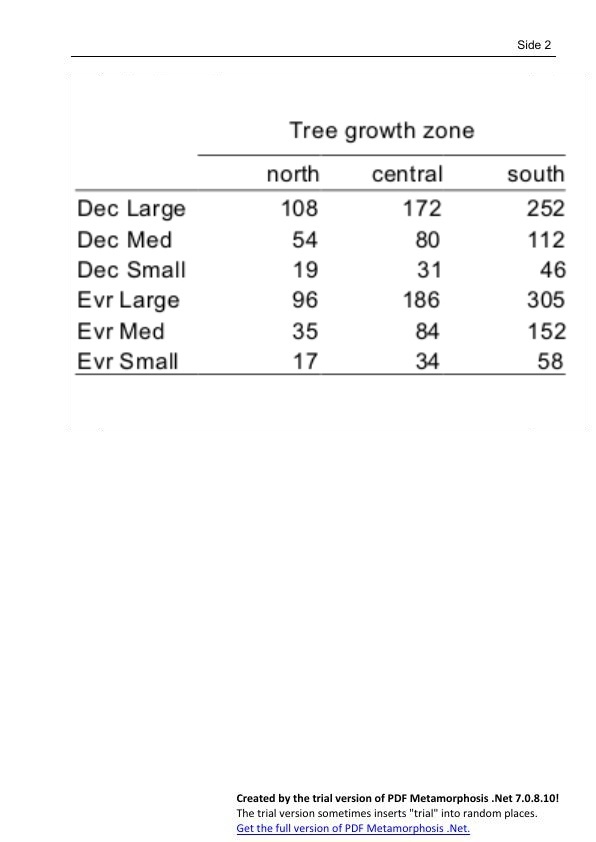 Side 2
Tree growth zone
north central south
Dec Large 108 172 252
Dec Med 54 80 112
Dec Small 19 31 46
Evr Large 96 186 305
Evr Med 35 84 152
Evr Small 17 34 58
Created by the trial version of PDF Metamorphosis .Net 7.0.8.10!
The trial version sometimes inserts "trial" into random places.
Get the full version of PDF Metamorphosis .Net.